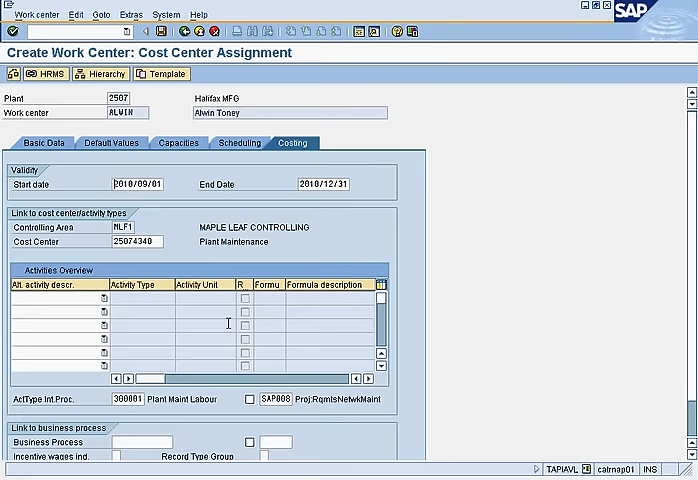 Work center Edit Goto Extras System Help
SAP
Create Work Center: Cost Center Assignment
HRMS Hierarchy Template
Plant 2507 Halifax MFG
Work center ALWIN Alwin Toney
Basic Data Default Values Capacities Scheduling Costing
Validity
Start date 2010/09/01 End Date 2010/12/31
Link to cost center/activity types
Controlling Area MLF1 MAPLE LEAF CONTROLLING
Cost Center 25074340 Plant Maintenance
Activities Overview
Alt. activity descr. Activity Type Activity Unit R... Formu Formula description
ActType Int.Proc. 300001 Plant Maint Labour SAP008 Proj:RqmtsNetwkMaint
Link to business process
Business Process
Incentive wages ind. Record Type Group
TAPIAVL calrnap01 INS